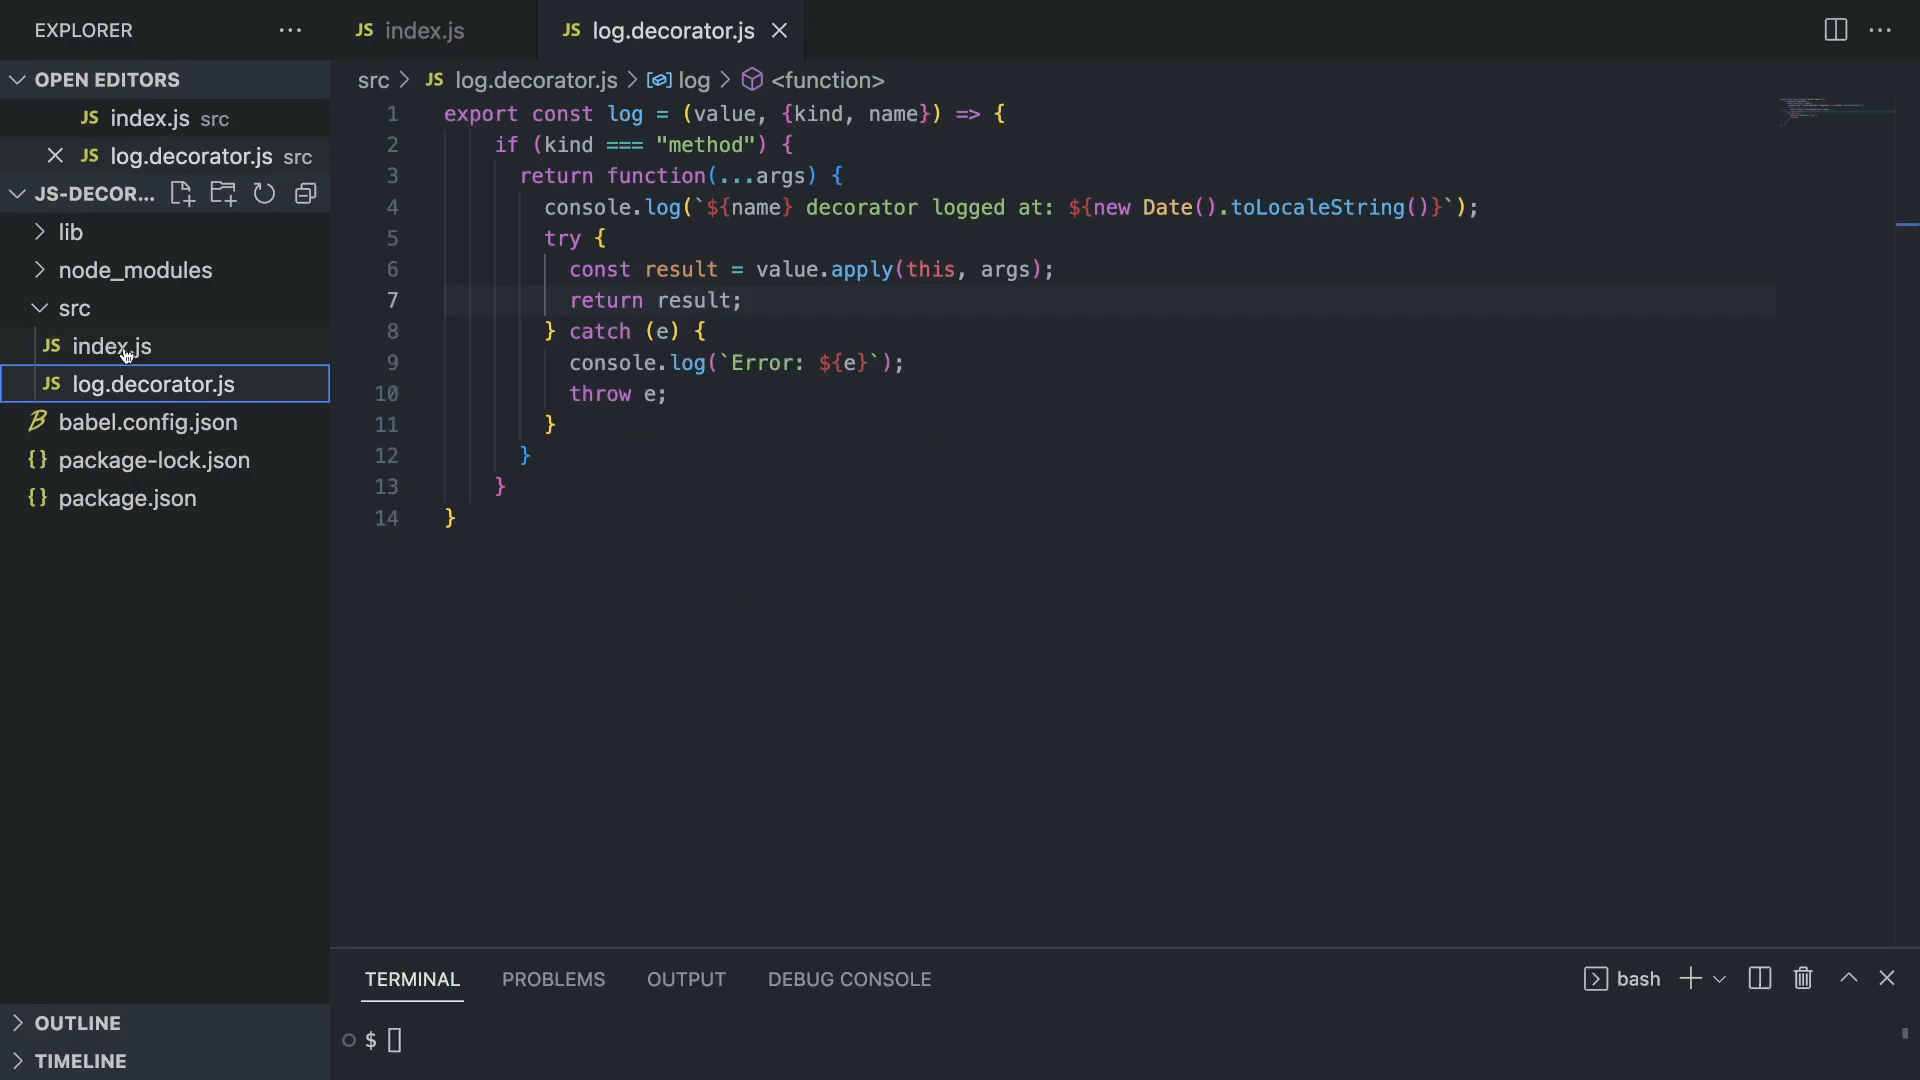 EXPLORER
JS index.js
JS log.decorator.js
OPEN EDITORS
JS index.js src
JS log.decorator.js src
JS-DECOR...
lib
node_modules
src
JS index.js
JS log.decorator.js
babel.config.json
{} package-lock.json
{} package.json
OUTLINE
TIMELINE
src > JS log.decorator.js > log > <function>
1 export const log = (value, {kind, name}) => {
2 if (kind === "method") {
3 return function(...args) {
4 console.log(`${name} decorator logged at: ${new Date().toLocaleString()}`);
5 try {
6 const result = value.apply(this, args);
7 return result;
8 } catch (e) {
9 console.log(`Error: ${e}`);
10 throw e;
11 }
12 }
13 }
14 }
TERMINAL PROBLEMS OUTPUT DEBUG CONSOLE
bash
$